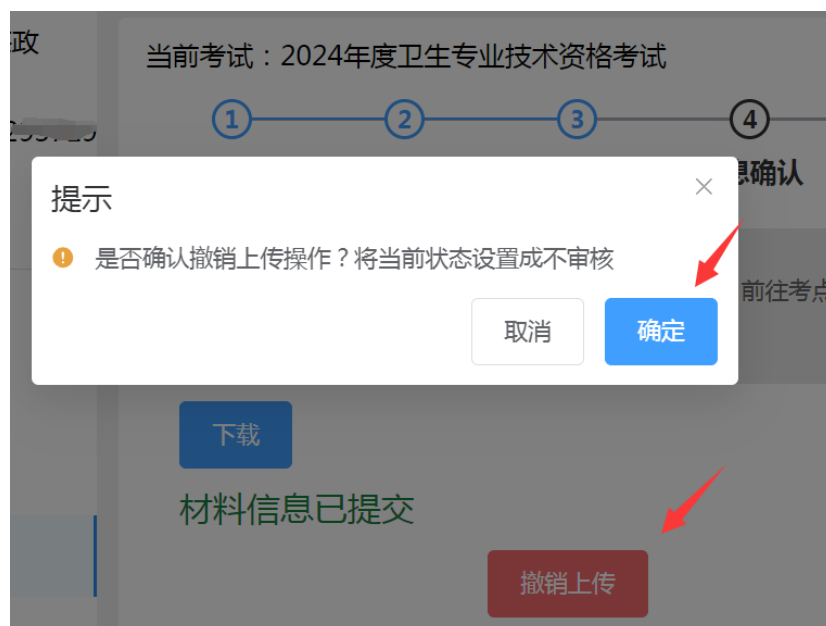 政
当前考试：2024年度卫生专业技术资格考试
1 2 3 4
确认
提示
是否确认撤销上传操作？将当前状态设置成不审核
前往考点
取消 确定
下载
材料信息已提交
撤销上传